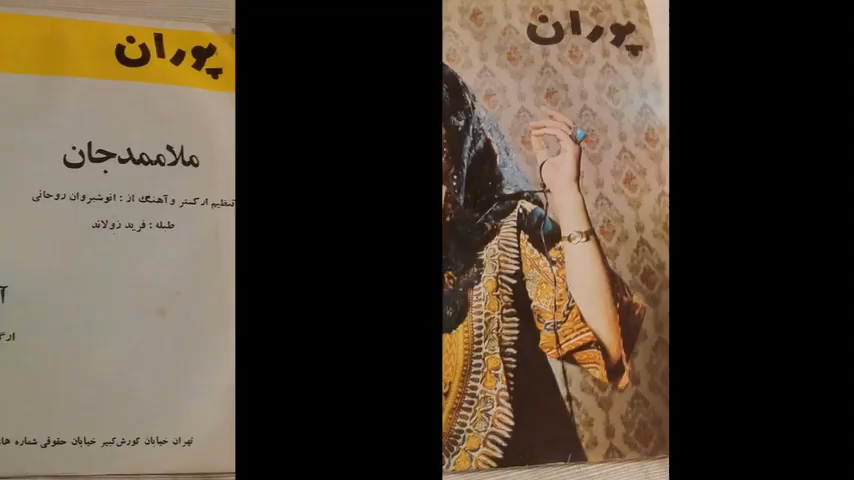 پوران
ملاممدجان
تنظیم ارکستر و آهنگ از : انوشیروان روحانی
طبله : فرید زولاند
تهران خیابان کورش‌کبیر خیابان حقوقی شماره های
پوران